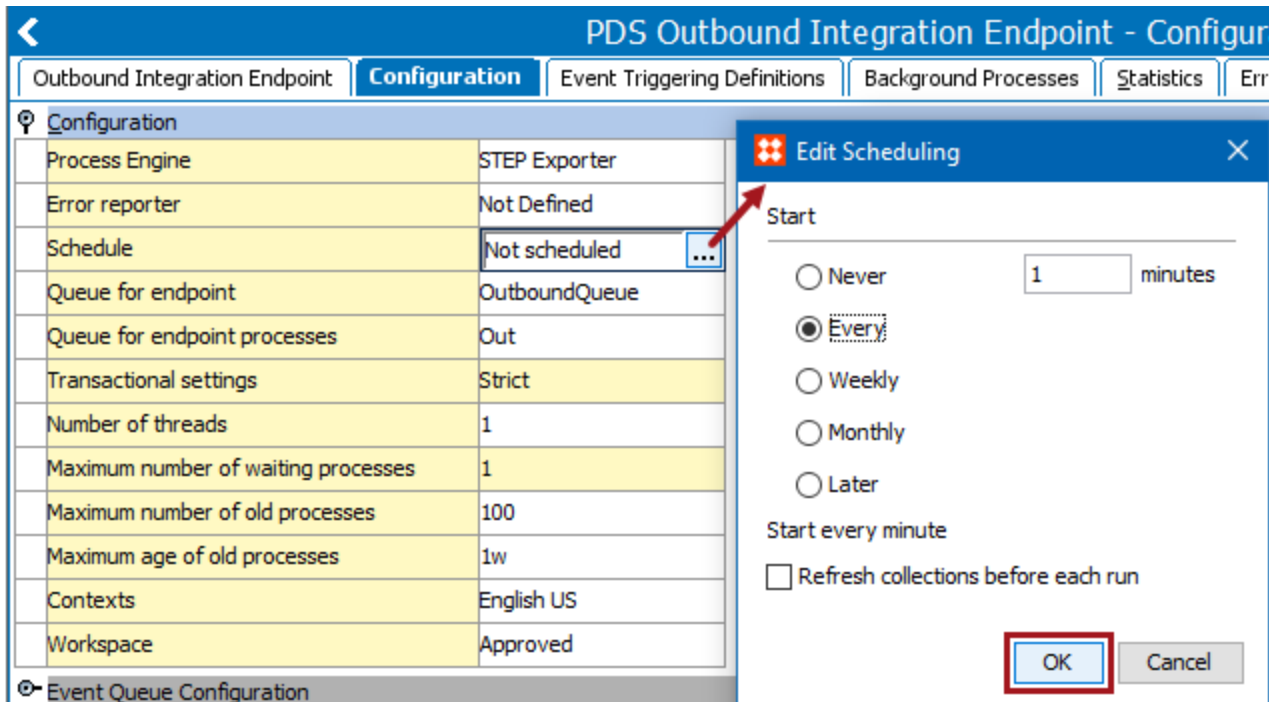 PDS Outbound Integration Endpoint - Configur
Outbound Integration Endpoint Configuration Event Triggering Definitions Background Processes Statistics Err
Configuration
Process Engine STEP Exporter
Error reporter Not Defined
Schedule Not scheduled ...
Queue for endpoint OutboundQueue
Queue for endpoint processes Out
Transactional settings Strict
Number of threads 1
Maximum number of waiting processes 1
Maximum number of old processes 100
Maximum age of old processes 1w
Contexts English US
Workspace Approved
Event Queue Configuration
Edit Scheduling
Start
Never 1 minutes
Every
Weekly
Monthly
Later
Start every minute
Refresh collections before each run
OK Cancel